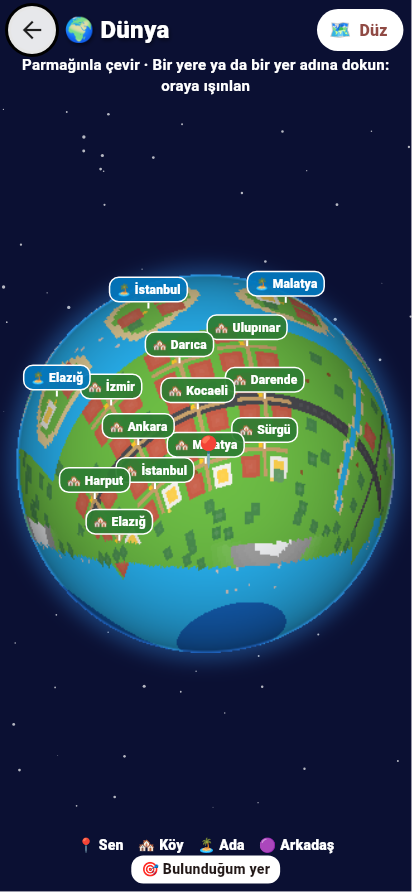 Dünya
Düz
Parmağınla çevir · Bir yere ya da bir yer adına dokun:
oraya ışınlan
İstanbul
Malatya
Ulupınar
Darıca
Elazığ
İzmir
Kocaeli
Darende
Ankara
Sürgü
İstanbul
Harput
Elazığ
Sen Köy Ada Arkadaş
Bulunduğum yer